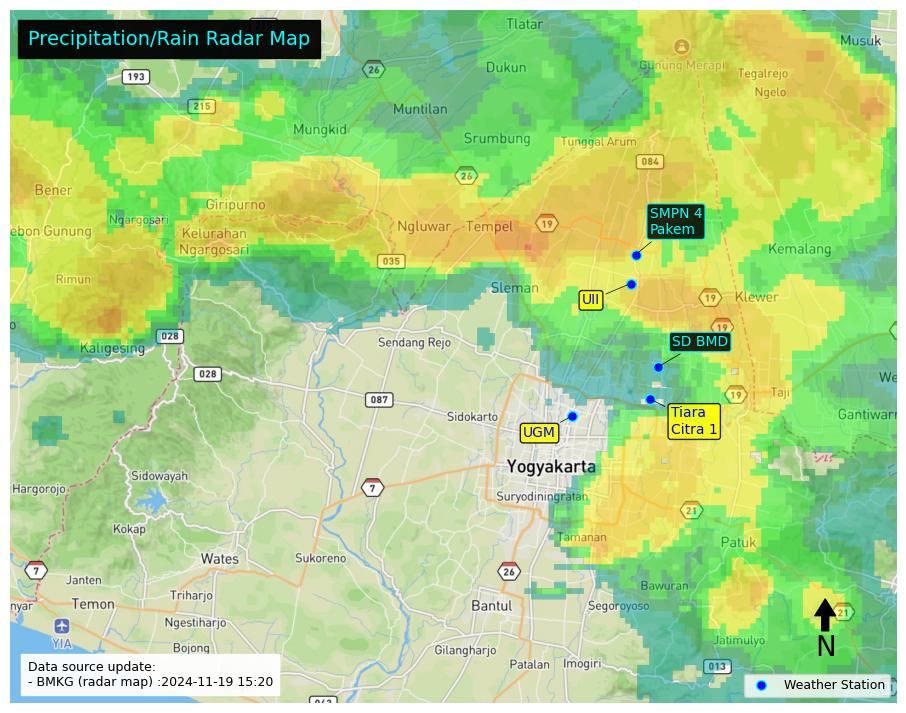 Precipitation/Rain Radar Map
Tlatar
Musuk
26
Dukun
Gunung Merapi
Tegalrejo
193
Ngelo
215
Muntilan
Mungkid
Srumbung
Tunggal Arum
084
26
Bener
Giripurno
SMPN 4
Pakem
Ngargosari
ebon Gunung
Kelurahan
Ngargosari
Ngluwar
Tempel
19
Kemalang
035
Rimun
Sleman
UII
19
Klewer
19
028
Kaligesing
Sendang Rejo
SD BMD
028
We
087
19
Taji
Sidokarto
Tiara
Citra 1
Gantiwar
UGM
Yogyakarta
Sidowayah
Hargorojo
7
Suryodiningratan
21
Kokap
Tamanan
Patuk
Wates
Sukoreno
7
26
Janten
Bawuran
Triharjo
nyar
Temon
Bantul
Segoroyoso
21
Ngestiharjo
YIA
Jatimulyo
N
Bojong
Gilangharjo
Patalan
Imogiri
013
Data source update:
- BMKG (radar map) :2024-11-19 15:20
Weather Station